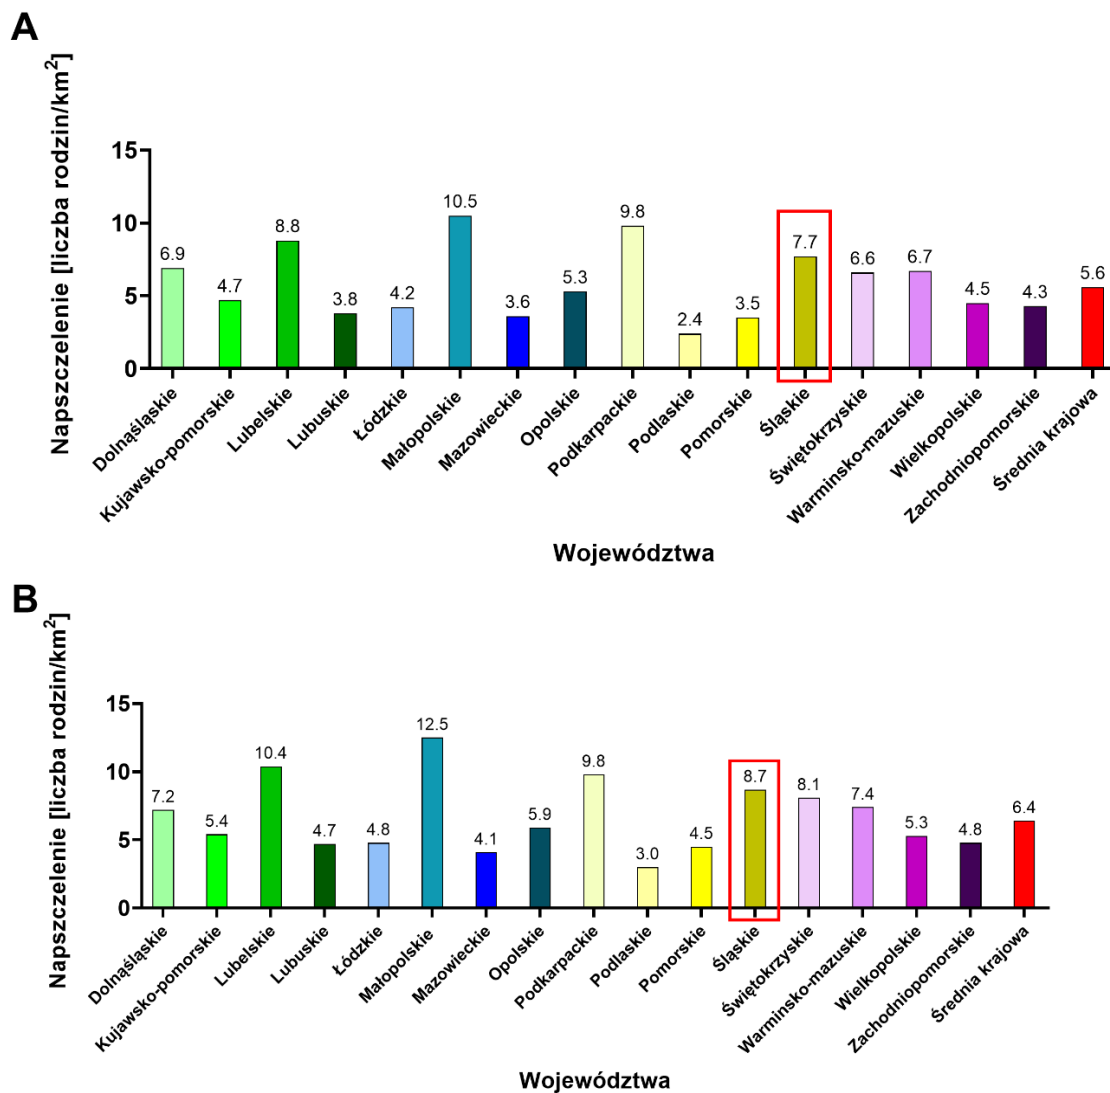 A
Napszczelenie [liczba rodzin/km²]
15
10
5
0
6.9
4.7
8.8
3.8
4.2
10.5
3.6
5.3
9.8
2.4
3.5
7.7
6.6
6.7
4.5
4.3
5.6
Dolnąśląskie
Kujawsko-pomorskie
Lubelskie
Lubuskie
Łódzkie
Małopolskie
Mazowieckie
Opolskie
Podkarpackie
Podlaskie
Pomorskie
Śląskie
Świętokrzyskie
Warminsko-mazuskie
Wielkopolskie
Zachodniopomorskie
Średnia krajowa
Województwa
B
Napszczelenie [liczba rodzin/km²]
15
10
5
0
7.2
5.4
10.4
4.7
4.8
12.5
4.1
5.9
9.8
3.0
4.5
8.7
8.1
7.4
5.3
4.8
6.4
Dolnąśląskie
Kujawsko-pomorskie
Lubelskie
Lubuskie
Łódzkie
Małopolskie
Mazowieckie
Opolskie
Podkarpackie
Podlaskie
Pomorskie
Śląskie
Świętokrzyskie
Warminsko-mazuskie
Wielkopolskie
Zachodniopomorskie
Średnia krajowa
Województwa